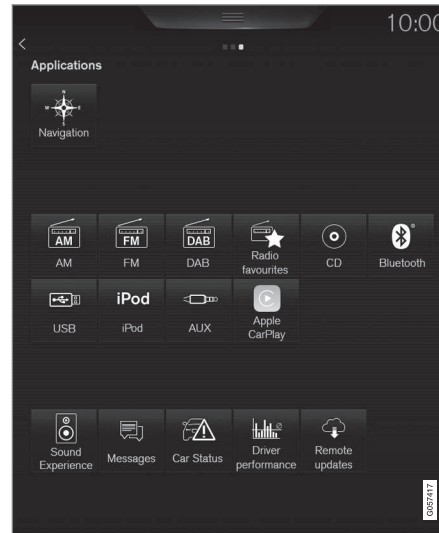 10:00
Applications
N
W
E
S
Navigation
AM
FM
DAB
AM
FM
DAB
Radio
favourites
CD
Bluetooth
iPod
USB
iPod
AUX
Apple
CarPlay
Sound
Experience
Messages
Car Status
Driver
performance
Remote
updates
G057417